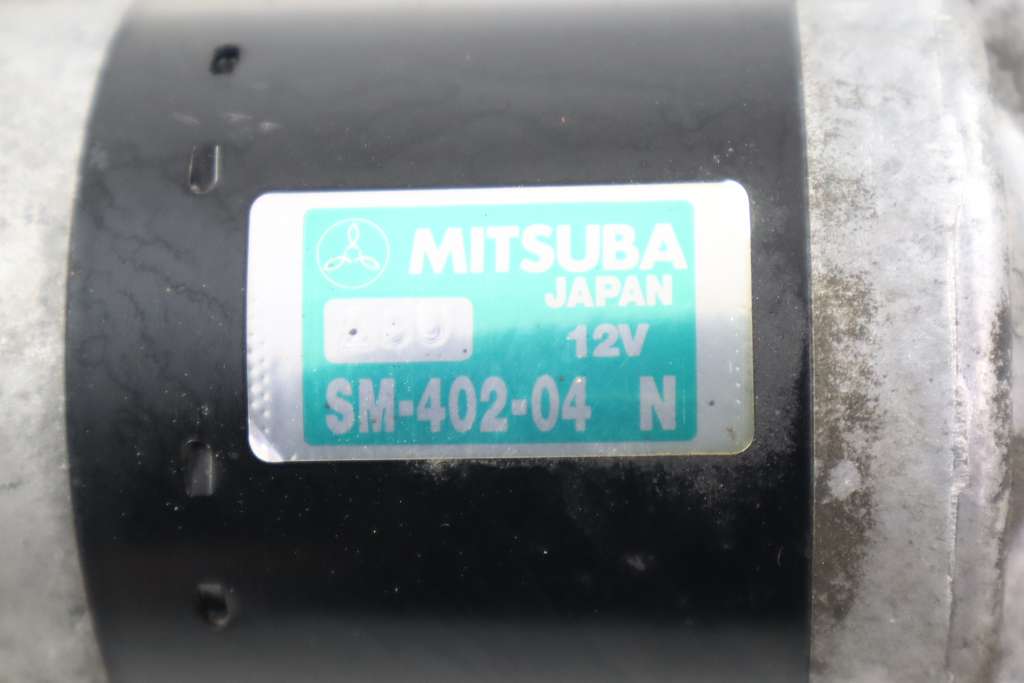 MITSUBA
JAPAN
12V
SM-402-04 N